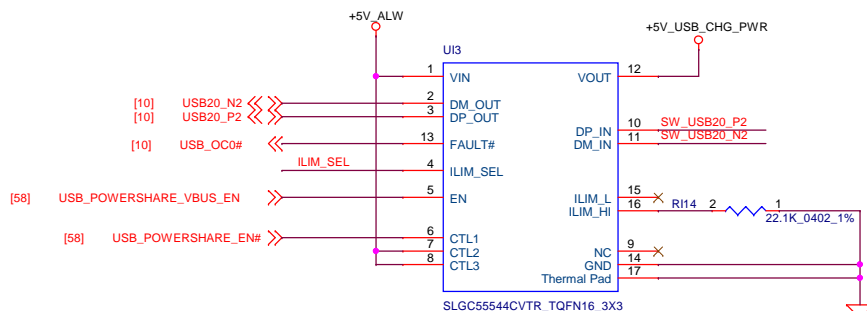 +5V_ALW
+5V_USB_CHG_PWR
UI3
1 VIN VOUT 12
[10] USB20_N2 2 DM_OUT
[10] USB20_P2 3 DP_OUT
DP_IN 10 SW_USB20_P2
[10] USB_OC0# 13 FAULT# DM_IN 11 SW_USB20_N2
ILIM_SEL 4 ILIM_SEL
[58] USB_POWERSHARE_VBUS_EN 5 EN ILIM_L 15
ILIM_HI 16 RI14 2 1
22.1K_0402_1%
[58] USB_POWERSHARE_EN# 6 CTL1
7 CTL2 NC 9
8 CTL3 GND 14
Thermal Pad 17
SLGC55544CVTR_TQFN16_3X3